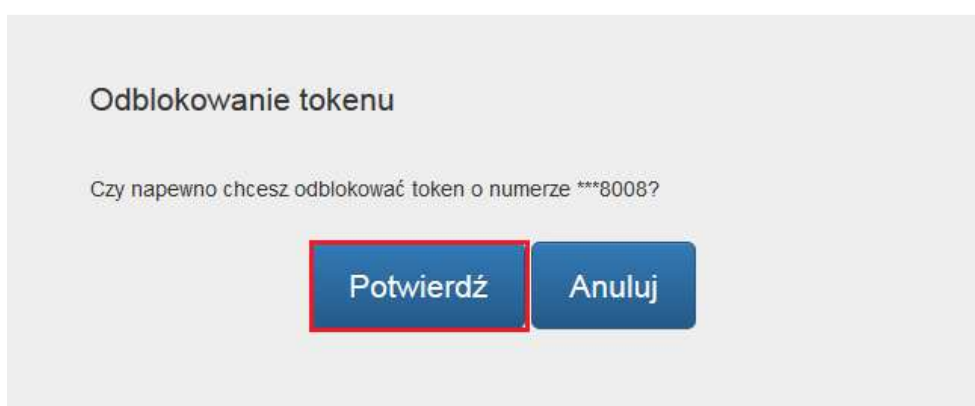 Odblokowanie tokenu
Czy napewno chcesz odblokować token o numerze ***8008?
Potwierdź Anuluj